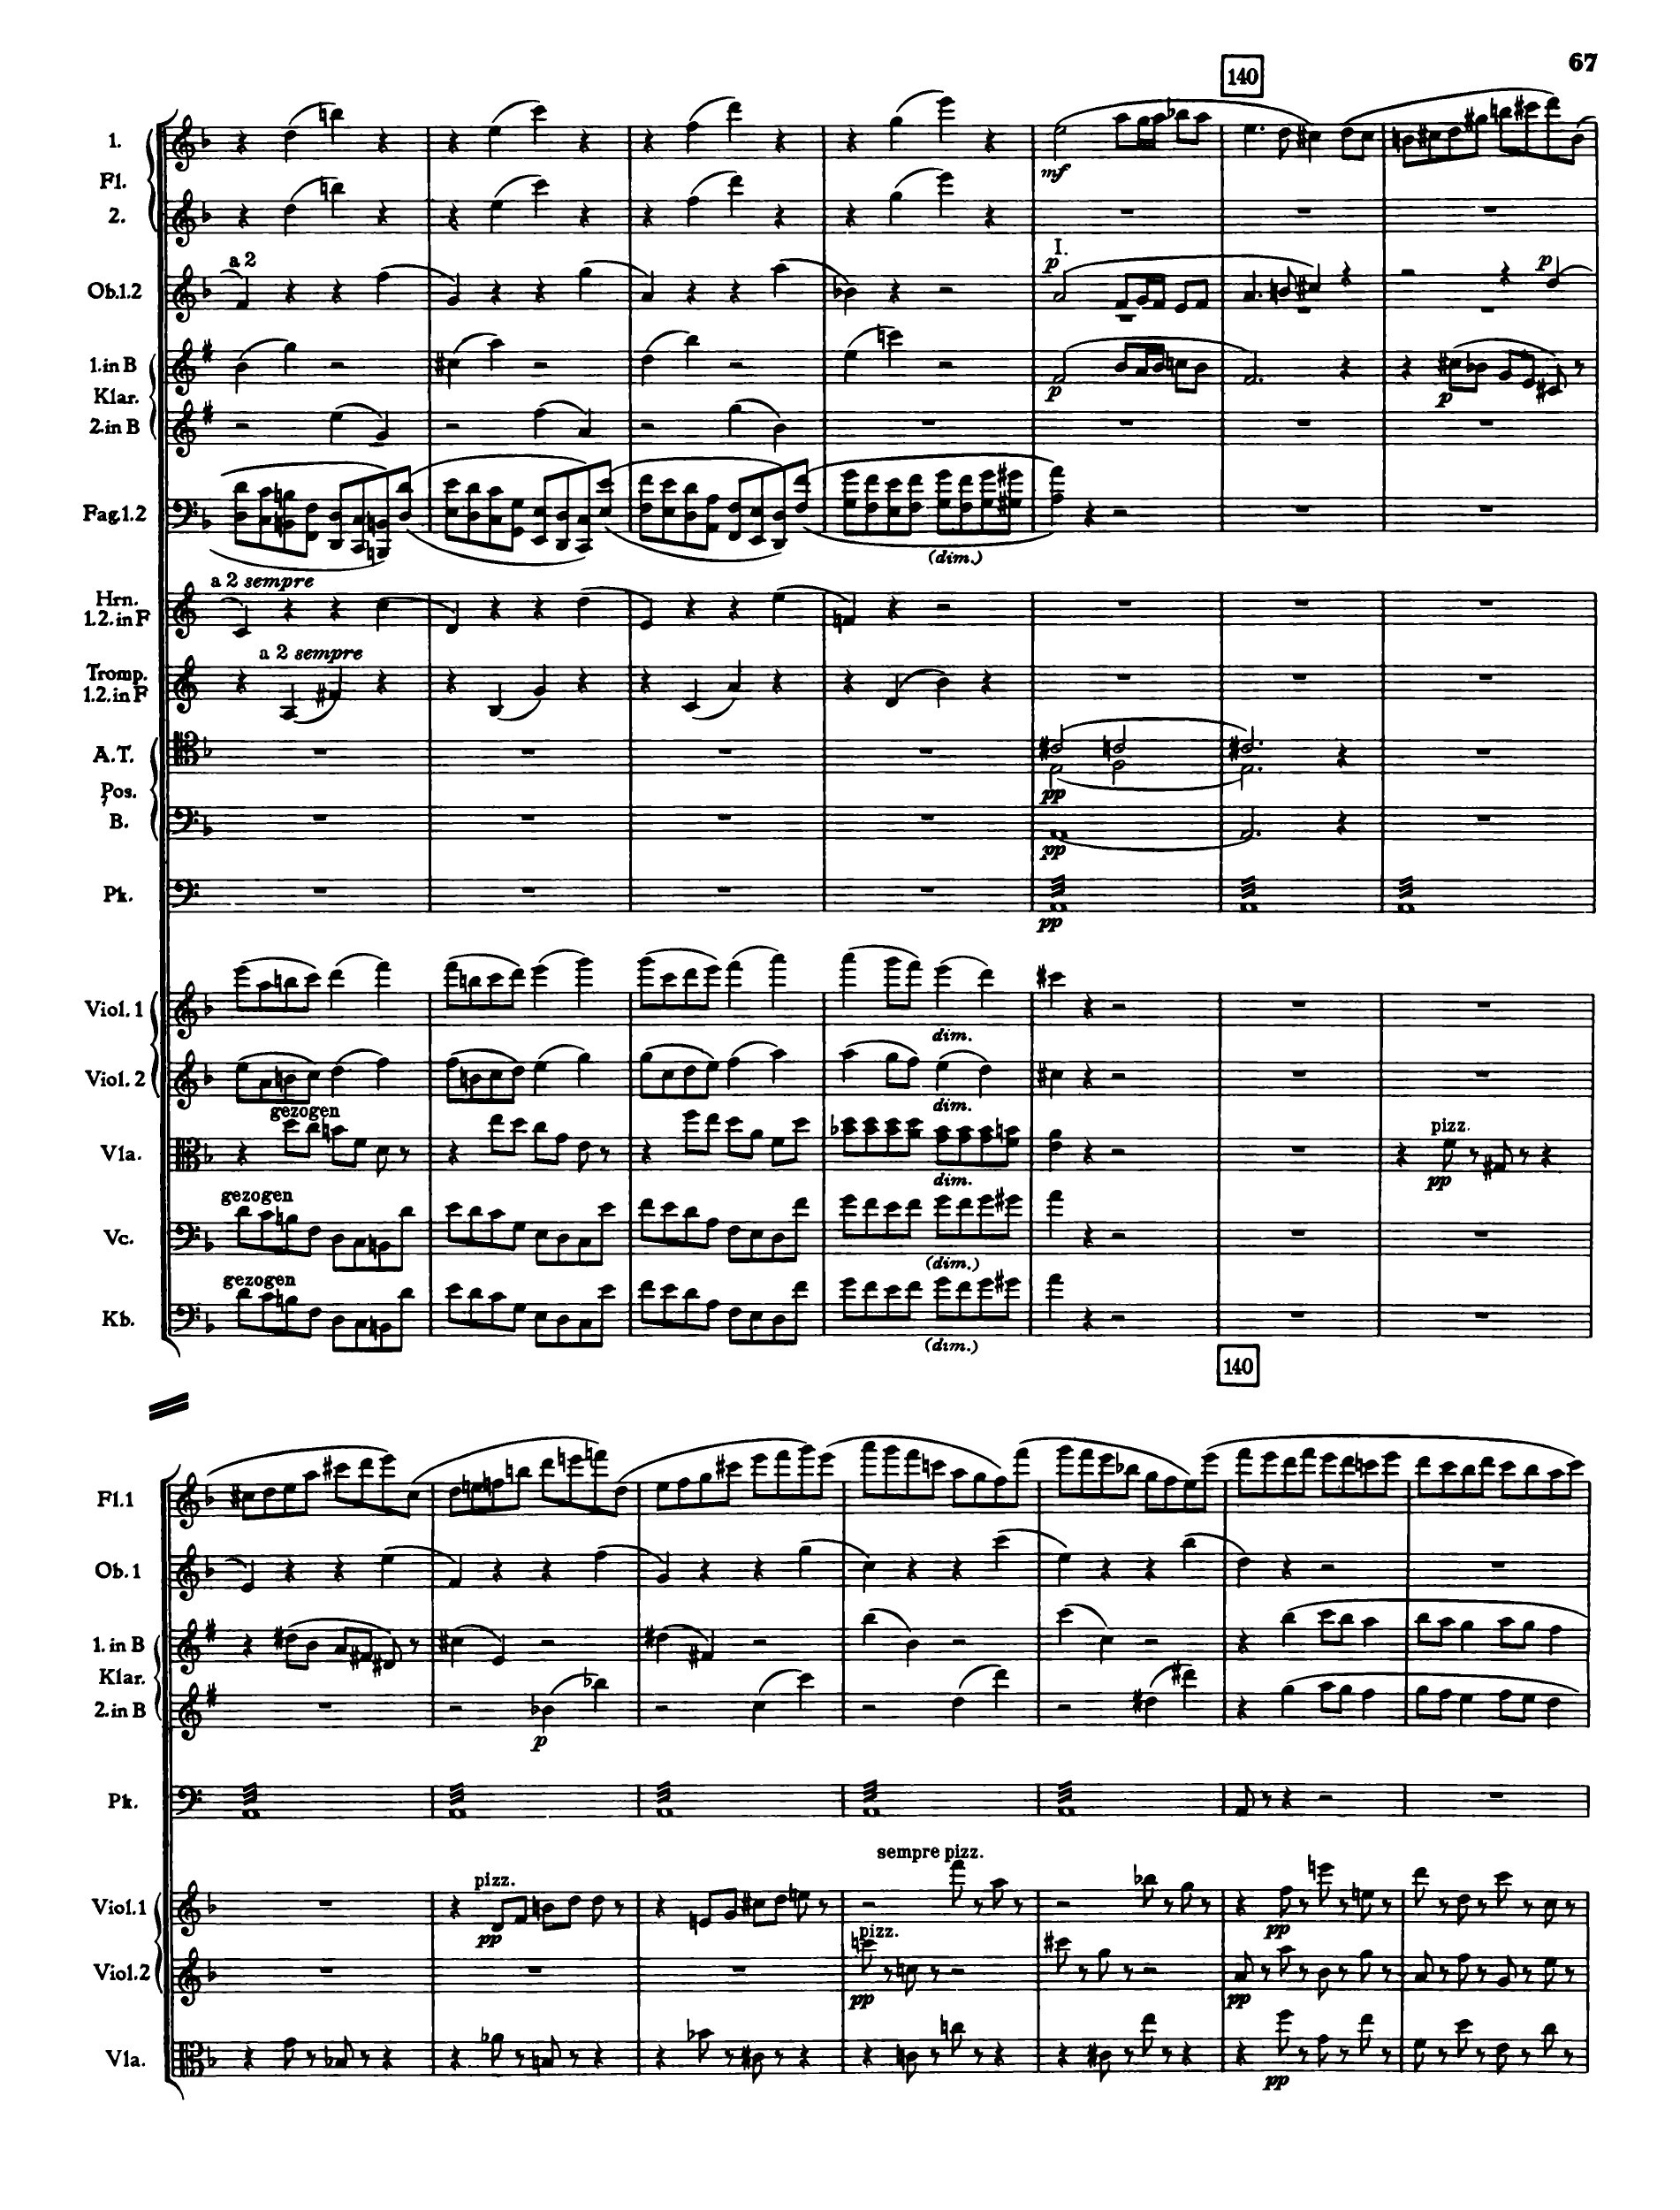 67
140
1.
Fl.
2.
mf
I.
p
p
a 2
Ob.1.2
1. in B
Klar.
2. in B
p
p
Fag.1.2
(dim.)
a 2 sempre
Hrn.
1.2. in F
a 2 sempre
Tromp.
1.2. in F
A.T.
Pos.
B.
pp
pp
Pk.
pp
Viol. 1
dim.
Viol. 2
dim.
gezogen
pizz.
Vla.
dim.
pp
gezogen
Vc.
(dim.)
gezogen
Kb.
(dim.)
140
Fl.1
Ob. 1
1. in B
Klar.
2. in B
p
Pk.
sempre pizz.
pizz.
Viol.1
pp
pp
pizz.
Viol.2
pp
pp
Vla.
pp